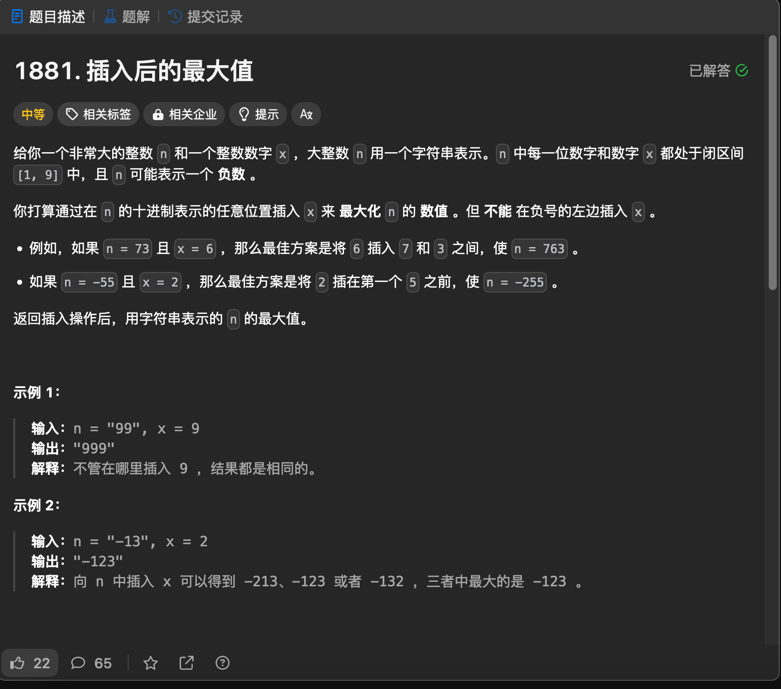 题目描述 | 题解 | 提交记录
1881. 插入后的最大值 已解答
中等 相关标签 相关企业 提示
给你一个非常大的整数 n 和一个整数数字 x ，大整数 n 用一个字符串表示。n 中每一位数字和数字 x 都处于闭区间
[1, 9] 中，且 n 可能表示一个 负数 。
你打算通过在 n 的十进制表示的任意位置插入 x 来 最大化 n 的 数值 。但 不能 在负号的左边插入 x 。
• 例如，如果 n = 73 且 x = 6 ，那么最佳方案是将 6 插入 7 和 3 之间，使 n = 763 。
• 如果 n = -55 且 x = 2 ，那么最佳方案是将 2 插在第一个 5 之前，使 n = -255 。
返回插入操作后，用字符串表示的 n 的最大值。
示例 1：
输入：n = "99", x = 9
输出："999"
解释：不管在哪里插入 9 ，结果都是相同的。
示例 2：
输入：n = "-13", x = 2
输出："-123"
解释：向 n 中插入 x 可以得到 -213、-123 或者 -132 ，三者中最大的是 -123 。
22 65